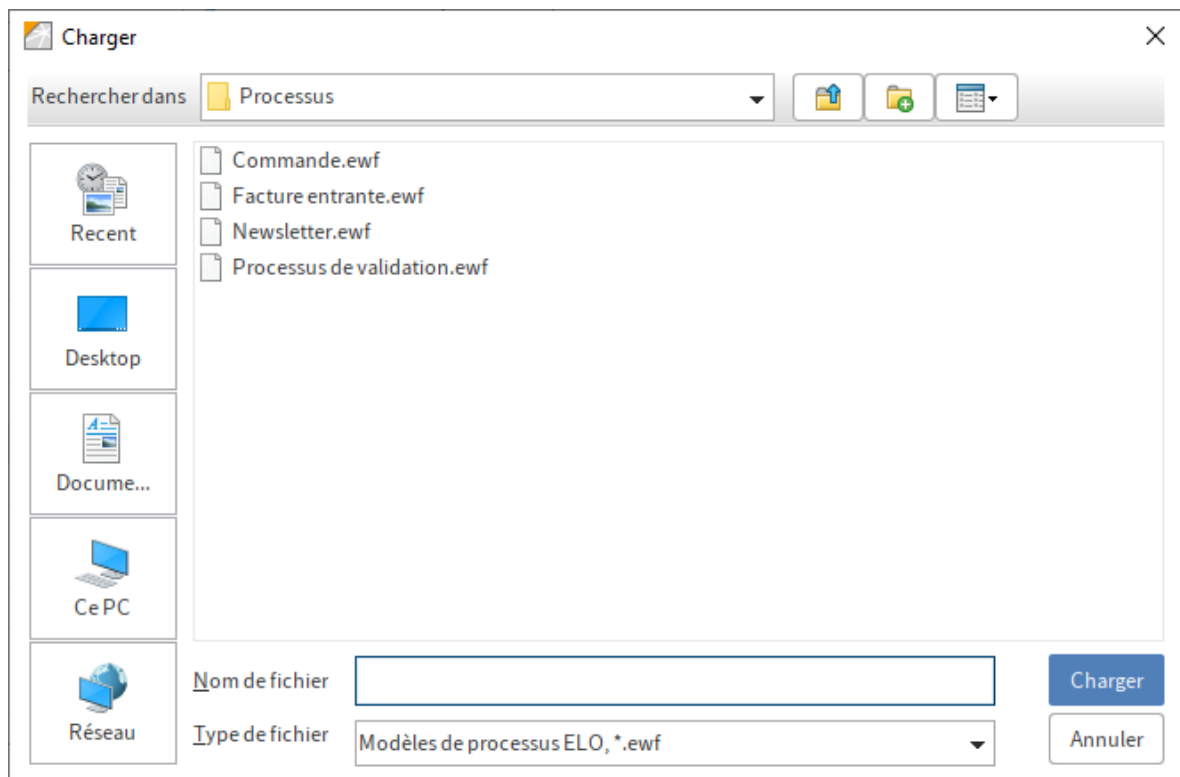 Charger
Rechercher dans
Processus
Commande.ewf
Facture entrante.ewf
Newsletter.ewf
Processus de validation.ewf
Recent
Desktop
Docume...
Ce PC
Réseau
Nom de fichier
Charger
Type de fichier
Modèles de processus ELO, *.ewf
Annuler